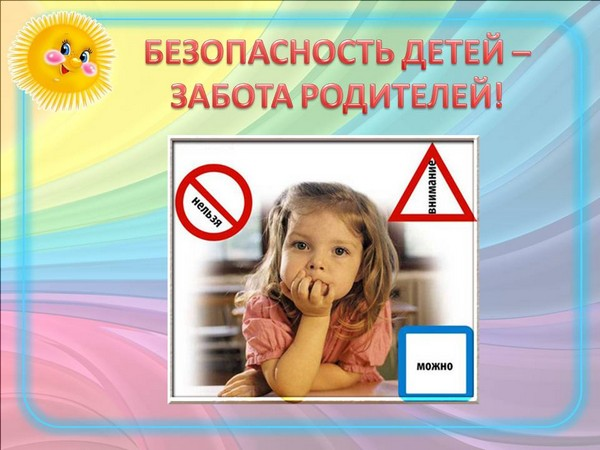 БЕЗОПАСНОСТЬ ДЕТЕЙ –
ЗАБОТА РОДИТЕЛЕЙ!
нельзя
внимание
можно